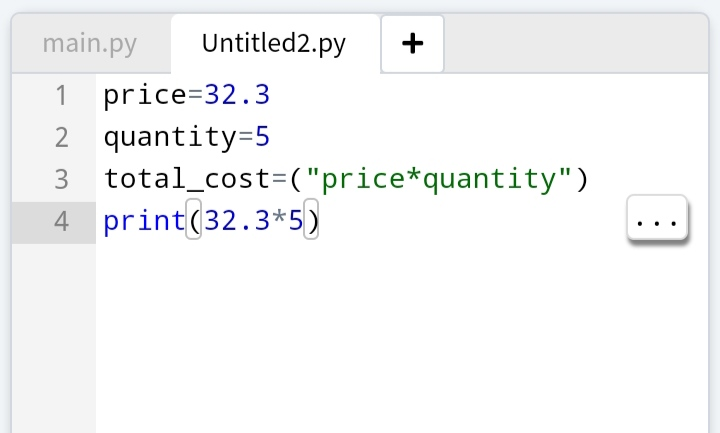 main.py Untitled2.py +
1 price=32.3
2 quantity=5
3 total_cost=("price*quantity")
4 print(32.3*5)
...